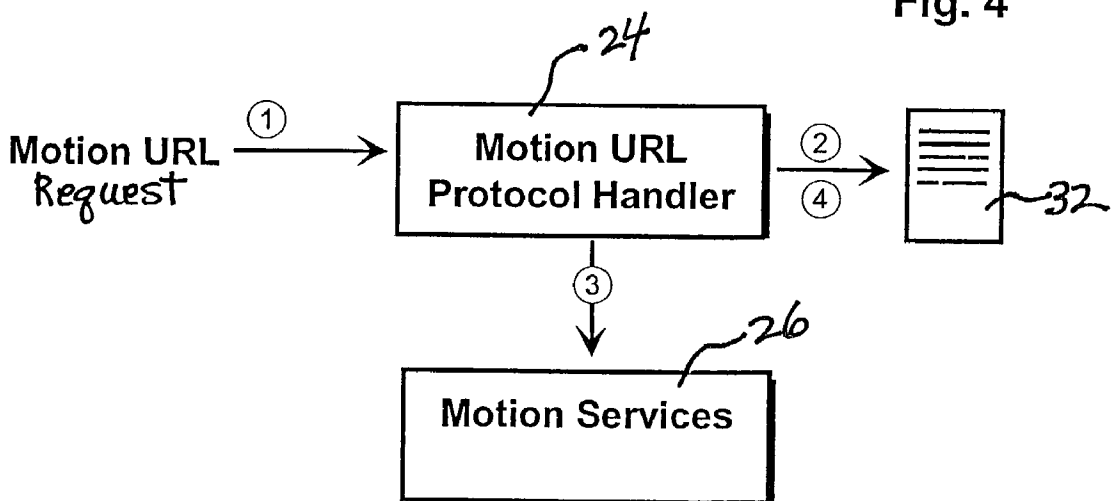 Fig. 4
24
①
Motion URL
Request
Motion URL
Protocol Handler
②
④
32
③
26
Motion Services